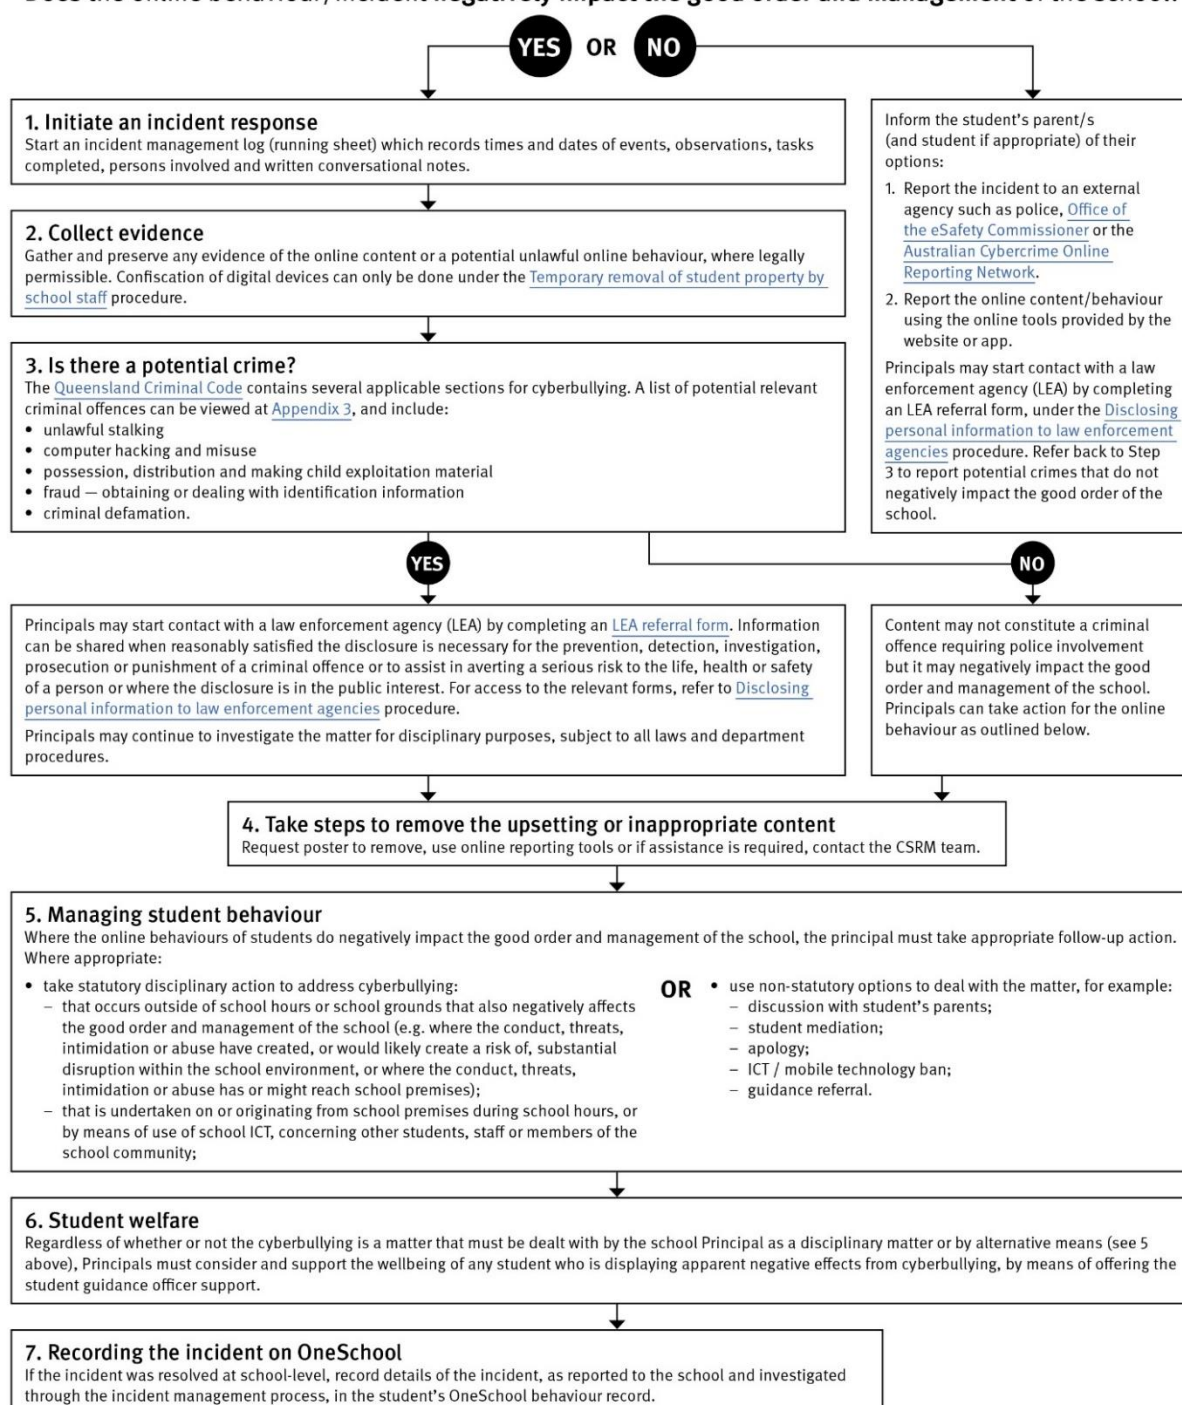 Does the online behaviour/incident negatively impact the good order and management of the school?
YES OR NO
1. Initiate an incident response
Start an incident management log (running sheet) which records times and dates of events, observations, tasks
completed, persons involved and written conversational notes.
2. Collect evidence
Gather and preserve any evidence of the online content or a potential unlawful online behaviour, where legally
permissible. Confiscation of digital devices can only be done under the Temporary removal of student property by
school staff procedure.
3. Is there a potential crime?
The Queensland Criminal Code contains several applicable sections for cyberbullying. A list of potential relevant
criminal offences can be viewed at Appendix 3, and include:
• unlawful stalking
• computer hacking and misuse
• possession, distribution and making child exploitation material
• fraud — obtaining or dealing with identification information
• criminal defamation.
Inform the student's parent/s
(and student if appropriate) of their
options:
1. Report the incident to an external
agency such as police, Office of
the eSafety Commissioner or the
Australian Cybercrime Online
Reporting Network.
2. Report the online content/behaviour
using the online tools provided by the
website or app.
Principals may start contact with a law
enforcement agency (LEA) by completing
an LEA referral form, under the Disclosing
personal information to law enforcement
agencies procedure. Refer back to Step
3 to report potential crimes that do not
negatively impact the good order of the
school.
YES
NO
Principals may start contact with a law enforcement agency (LEA) by completing an LEA referral form. Information
can be shared when reasonably satisfied the disclosure is necessary for the prevention, detection, investigation,
prosecution or punishment of a criminal offence or to assist in averting a serious risk to the life, health or safety
of a person or where the disclosure is in the public interest. For access to the relevant forms, refer to Disclosing
personal information to law enforcement agencies procedure.
Principals may continue to investigate the matter for disciplinary purposes, subject to all laws and department
procedures.
Content may not constitute a criminal
offence requiring police involvement
but it may negatively impact the good
order and management of the school.
Principals can take action for the online
behaviour as outlined below.
4. Take steps to remove the upsetting or inappropriate content
Request poster to remove, use online reporting tools or if assistance is required, contact the CSRM team.
5. Managing student behaviour
Where the online behaviours of students do negatively impact the good order and management of the school, the principal must take appropriate follow-up action.
Where appropriate:
• take statutory disciplinary action to address cyberbullying:
– that occurs outside of school hours or school grounds that also negatively affects
the good order and management of the school (e.g. where the conduct, threats,
intimidation or abuse have created, or would likely create a risk of, substantial
disruption within the school environment, or where the conduct, threats,
intimidation or abuse has or might reach school premises);
– that is undertaken on or originating from school premises during school hours, or
by means of use of school ICT, concerning other students, staff or members of the
school community;
OR
• use non-statutory options to deal with the matter, for example:
– discussion with student's parents;
– student mediation;
– apology;
– ICT / mobile technology ban;
– guidance referral.
6. Student welfare
Regardless of whether or not the cyberbullying is a matter that must be dealt with by the school Principal as a disciplinary matter or by alternative means (see 5
above), Principals must consider and support the wellbeing of any student who is displaying apparent negative effects from cyberbullying, by means of offering the
student guidance officer support.
7. Recording the incident on OneSchool
If the incident was resolved at school-level, record details of the incident, as reported to the school and investigated
through the incident management process, in the student's OneSchool behaviour record.